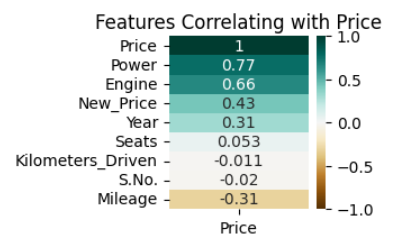 Features Correlating with Price
Price 1
Power 0.77
Engine 0.66
New_Price 0.43
Year 0.31
Seats 0.053
Kilometers_Driven -0.011
S.No. -0.02
Mileage -0.31
Price
1.0
0.5
0.0
−0.5
−1.0